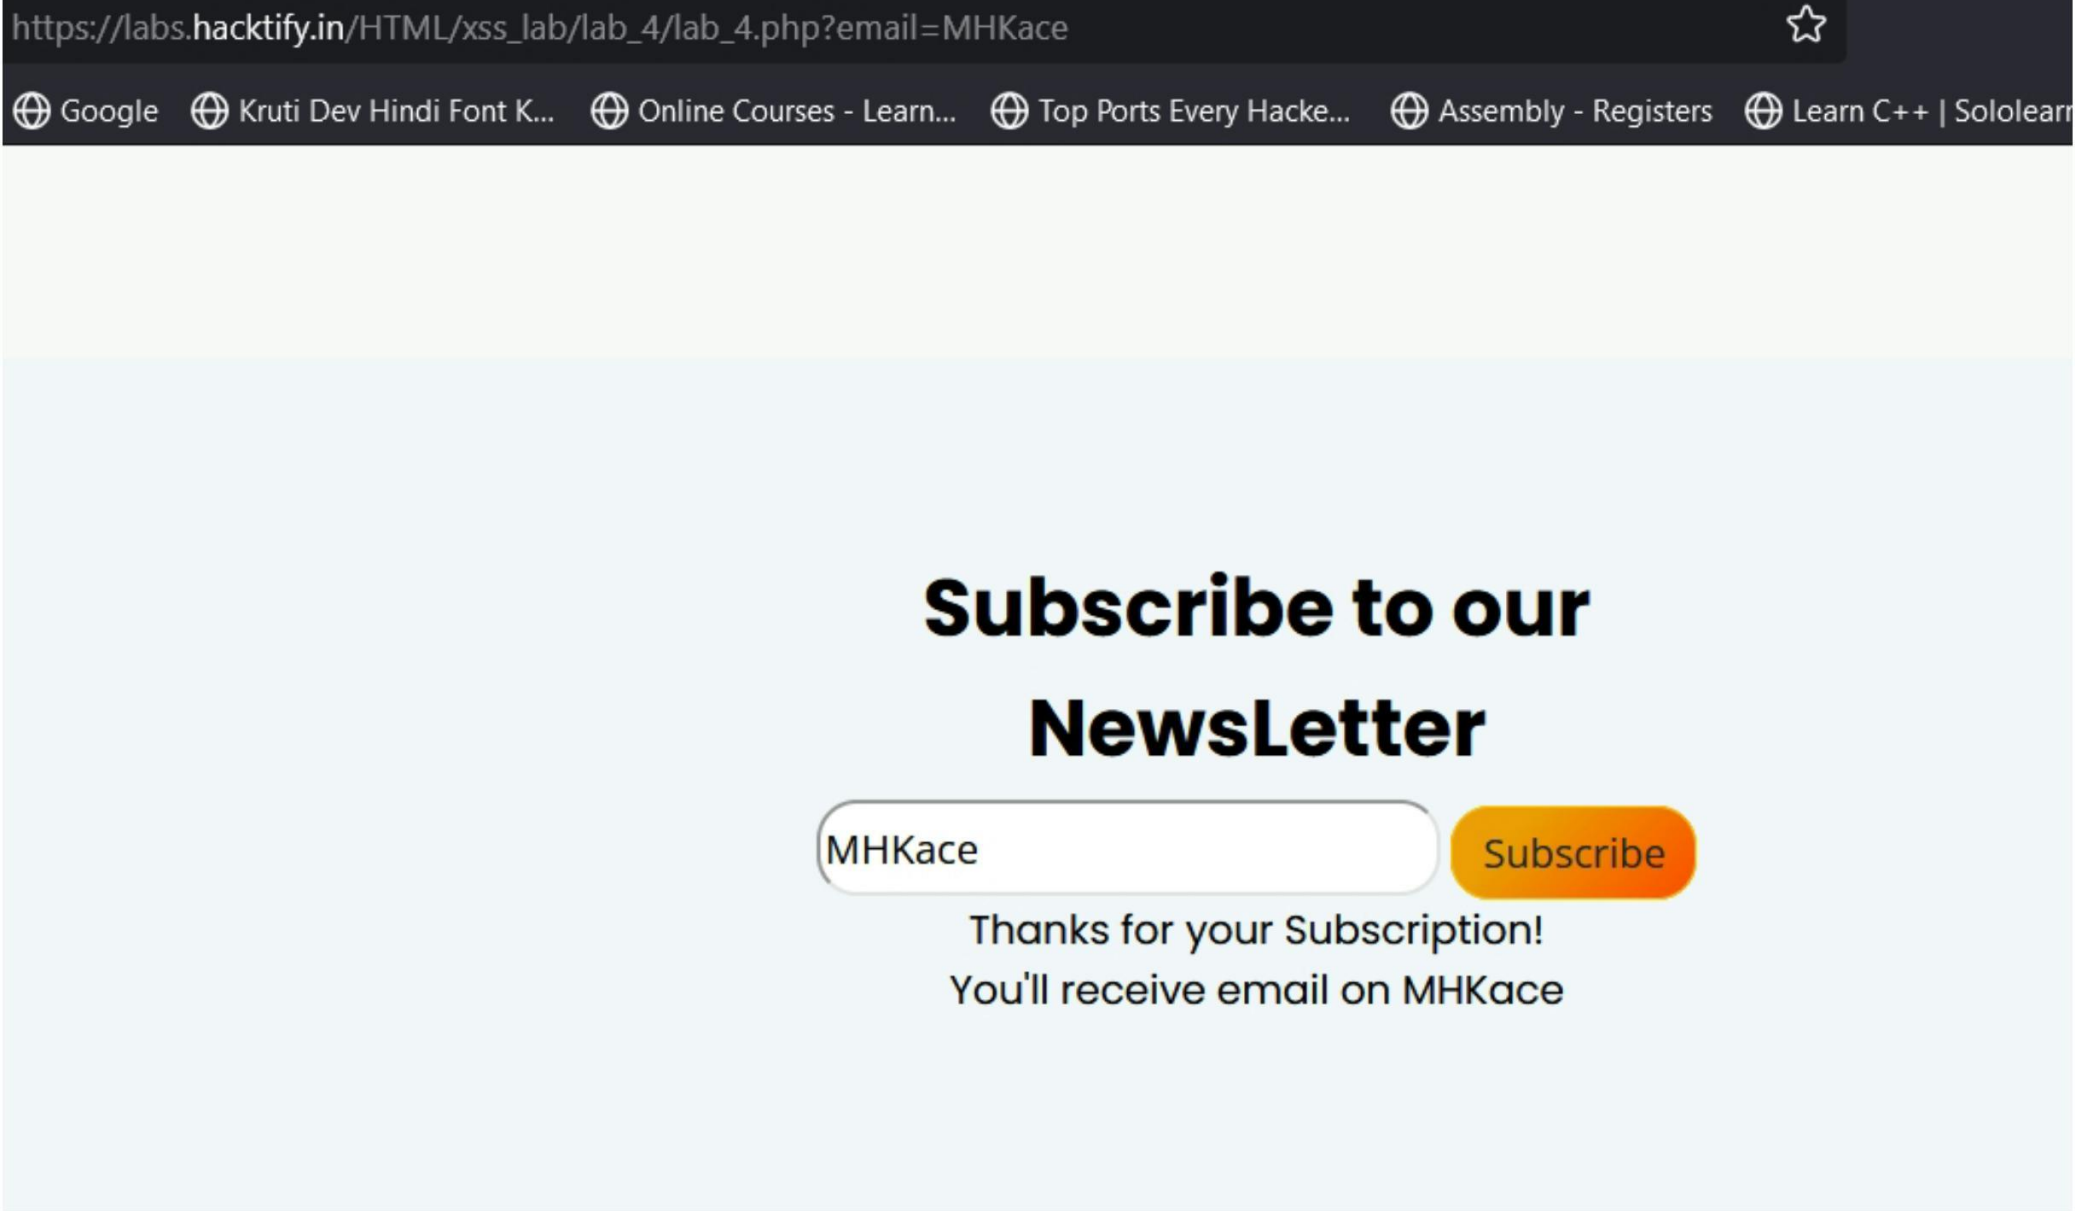 https://labs.hacktify.in/HTML/xss_lab/lab_4/lab_4.php?email=MHKace
Google Kruti Dev Hindi Font K... Online Courses - Learn... Top Ports Every Hacke... Assembly - Registers Learn C++ | Sololearn
Subscribe to our
NewsLetter
MHKace Subscribe
Thanks for your Subscription!
You'll receive email on MHKace